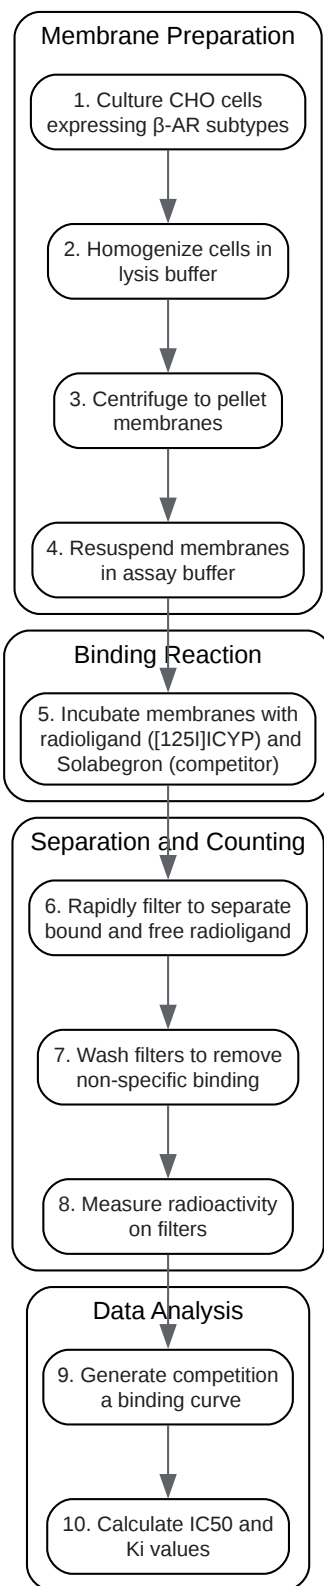 Membrane Preparation
1. Culture CHO cells
expressing β-AR subtypes
2. Homogenize cells in
lysis buffer
3. Centrifuge to pellet
membranes
4. Resuspend membranes
in assay buffer
Binding Reaction
5. Incubate membranes with
radioligand ([125I]ICYP) and
Solabegron (competitor)
Separation and Counting
6. Rapidly filter to separate
bound and free radioligand
7. Wash filters to remove
non-specific binding
8. Measure radioactivity
on filters
Data Analysis
9. Generate competition
a binding curve
10. Calculate IC50 and
Ki values